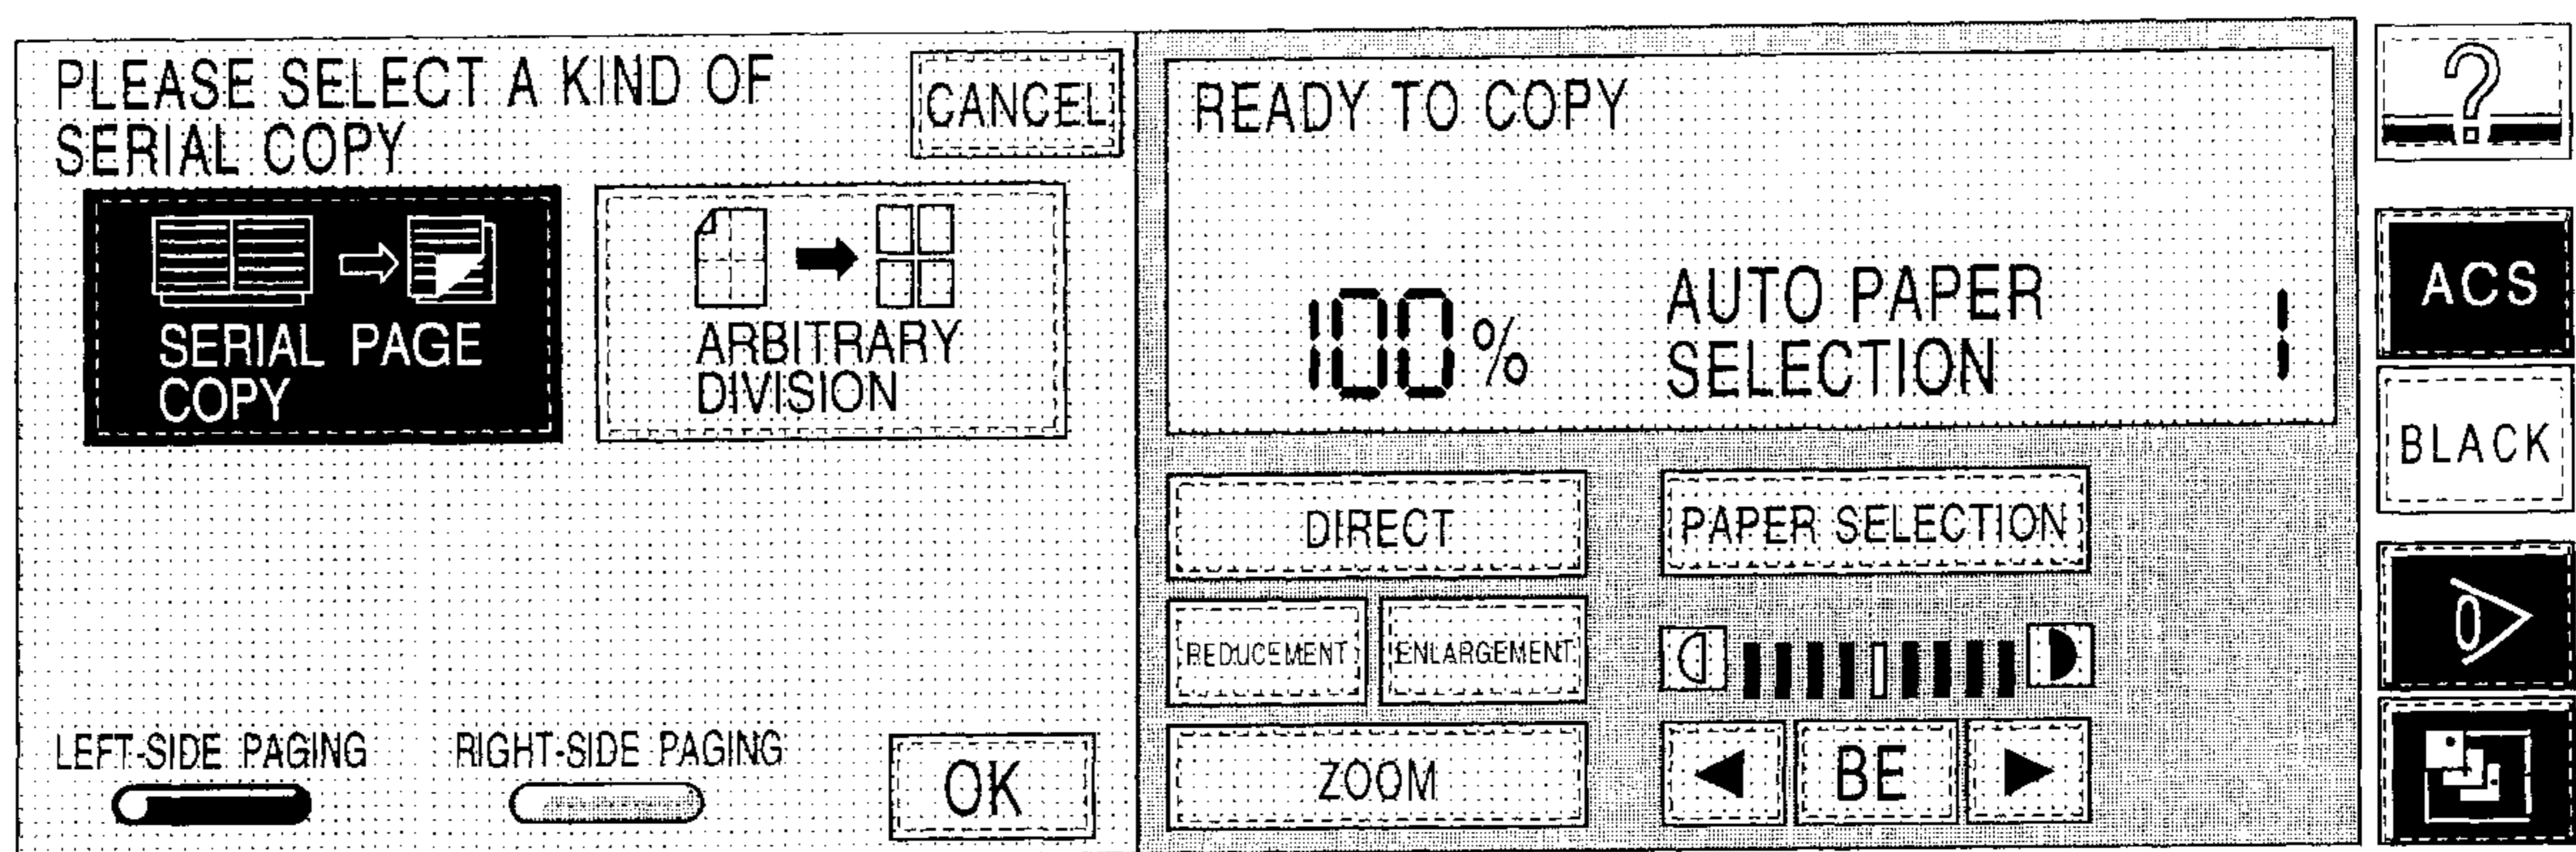 PLEASE SELECT A KIND OF
SERIAL COPY
CANCEL
SERIAL PAGE
COPY
ARBITRARY
DIVISION
LEFT-SIDE PAGING
RIGHT-SIDE PAGING
OK
READY TO COPY
100%
AUTO PAPER
SELECTION
1
DIRECT
PAPER SELECTION
REDUCEMENT
ENLARGEMENT
ZOOM
BE
?
ACS
BLACK